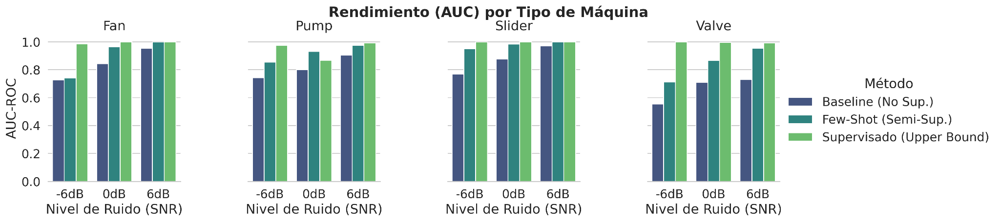 Rendimiento (AUC) por Tipo de Máquina
Fan
Pump
Slider
Valve
AUC-ROC
1.0
0.8
0.6
0.4
0.2
0.0
-6dB 0dB 6dB
-6dB 0dB 6dB
-6dB 0dB 6dB
-6dB 0dB 6dB
Nivel de Ruido (SNR)
Nivel de Ruido (SNR)
Nivel de Ruido (SNR)
Nivel de Ruido (SNR)
Método
Baseline (No Sup.)
Few-Shot (Semi-Sup.)
Supervisado (Upper Bound)